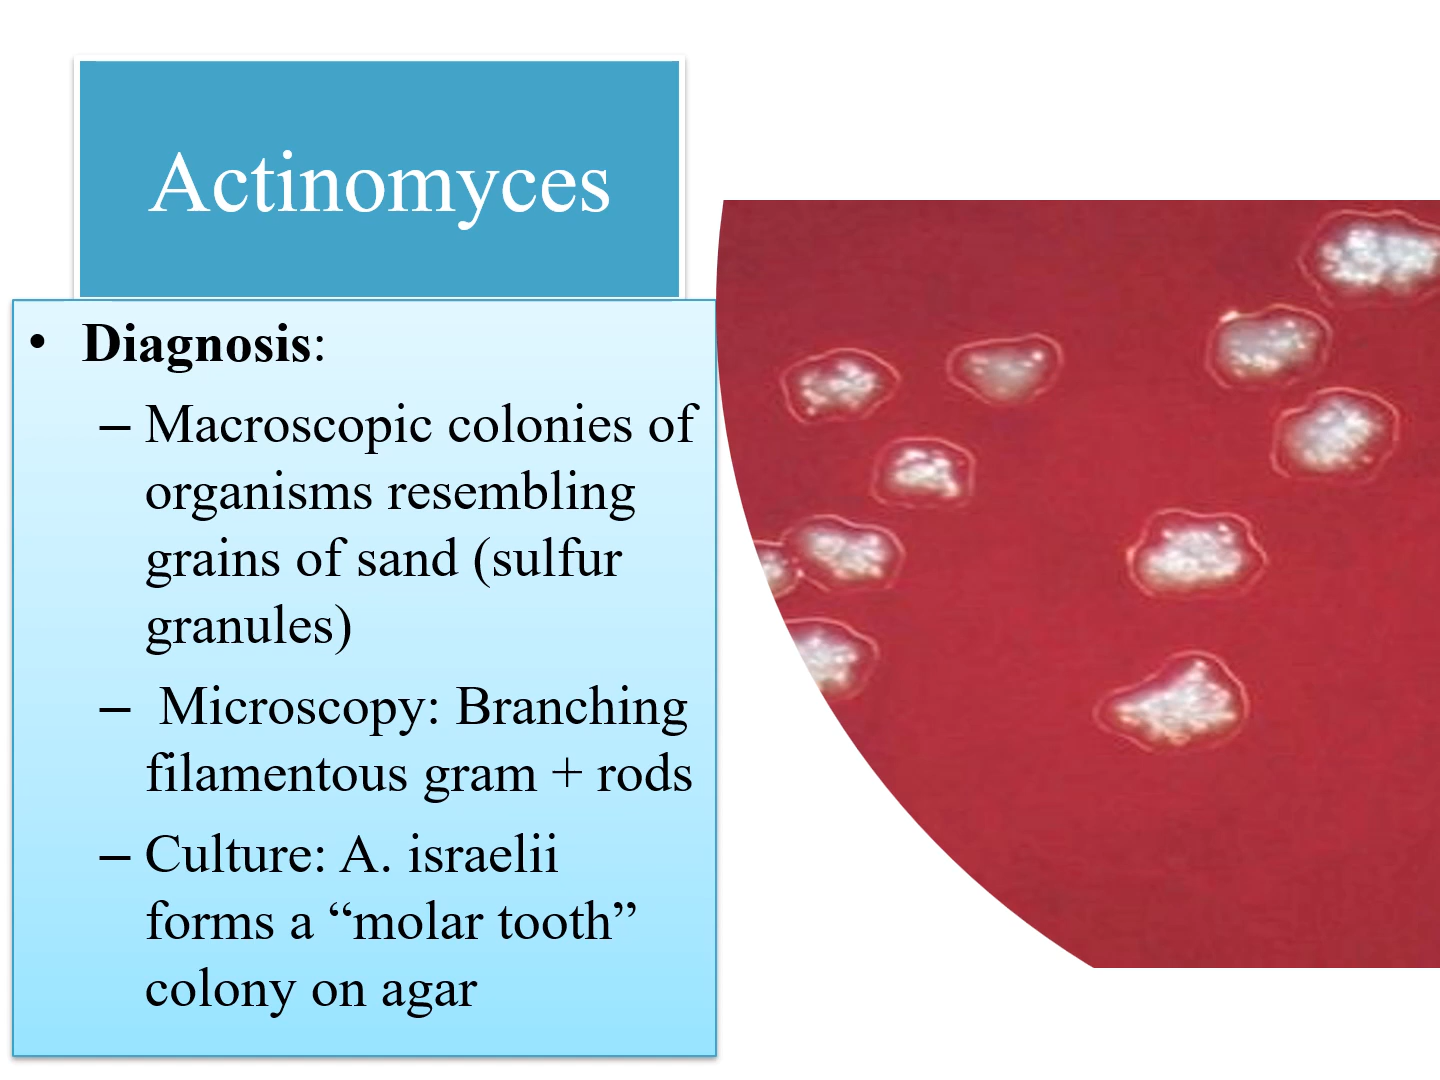 Actinomyces
• Diagnosis:
– Macroscopic colonies of
organisms resembling
grains of sand (sulfur
granules)
– Microscopy: Branching
filamentous gram + rods
– Culture: A. israelii
forms a “molar tooth”
colony on agar